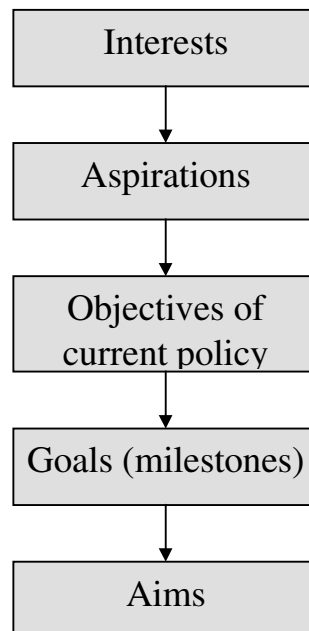 Interests
Aspirations
Objectives of
current policy
Goals (milestones)
Aims